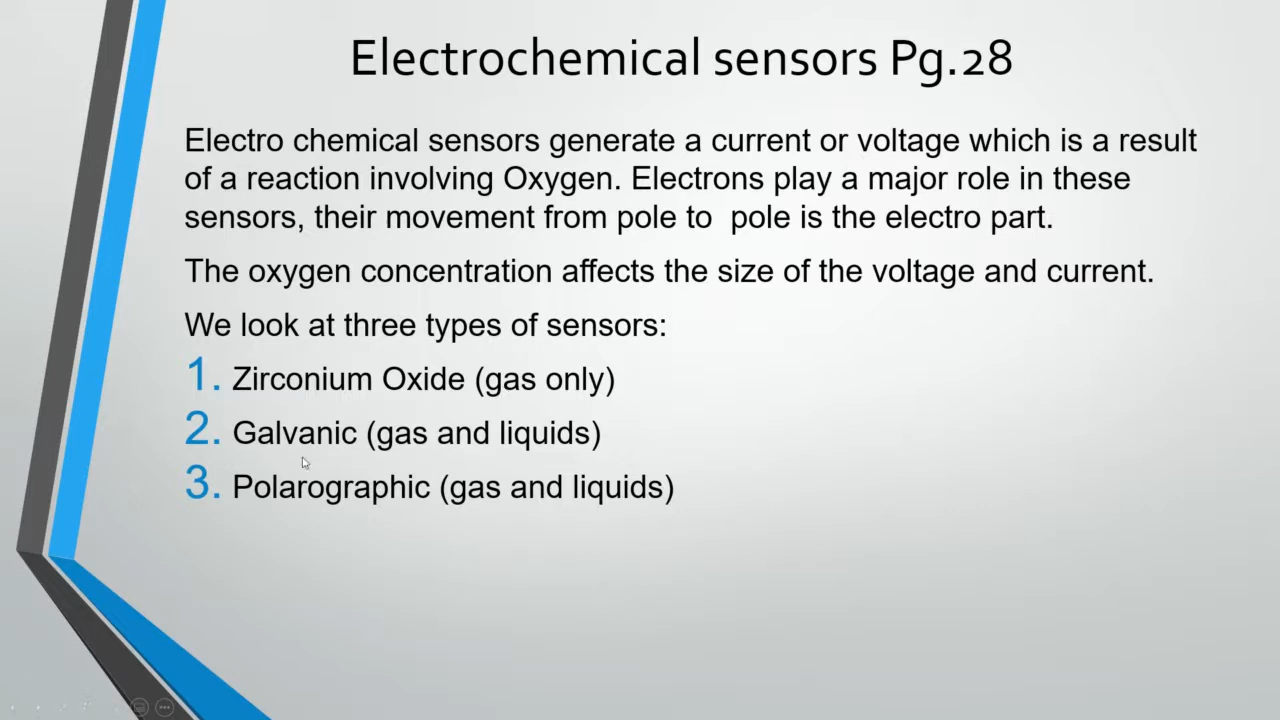 Electrochemical sensors Pg.28
Electro chemical sensors generate a current or voltage which is a result
of a reaction involving Oxygen. Electrons play a major role in these
sensors, their movement from pole to  pole is the electro part.
The oxygen concentration affects the size of the voltage and current.
We look at three types of sensors:
1. Zirconium Oxide (gas only)
2. Galvanic (gas and liquids)
3. Polarographic (gas and liquids)